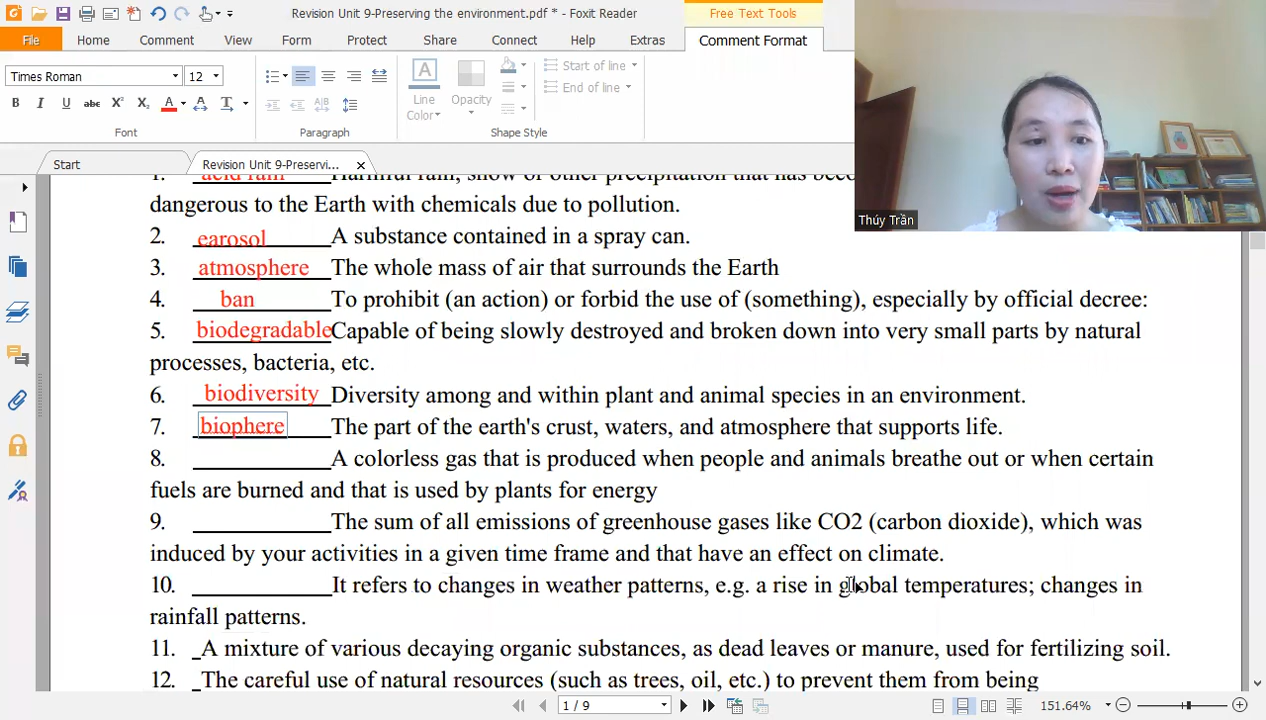 Revision Unit 9-Preserving the environment.pdf * - Foxit Reader
Free Text Tools
File Home Comment View Form Protect Share Connect Help Extras Comment Format
Times Roman 12
Start of line
End of line
Line Color
Opacity
Font Paragraph Shape Style
Start Revision Unit 9-Preservi...
Thúy Trần
1. acid rain Harmful rain, snow or other precipitation that has bec
dangerous to the Earth with chemicals due to pollution.
2. earosol A substance contained in a spray can.
3. atmosphere The whole mass of air that surrounds the Earth
4. ban To prohibit (an action) or forbid the use of (something), especially by official decree:
5. biodegradable Capable of being slowly destroyed and broken down into very small parts by natural
processes, bacteria, etc.
6. biodiversity Diversity among and within plant and animal species in an environment.
7. biophere The part of the earth's crust, waters, and atmosphere that supports life.
8. A colorless gas that is produced when people and animals breathe out or when certain
fuels are burned and that is used by plants for energy
9. The sum of all emissions of greenhouse gases like CO2 (carbon dioxide), which was
induced by your activities in a given time frame and that have an effect on climate.
10. It refers to changes in weather patterns, e.g. a rise in global temperatures; changes in
rainfall patterns.
11. _A mixture of various decaying organic substances, as dead leaves or manure, used for fertilizing soil.
12. _The careful use of natural resources (such as trees, oil, etc.) to prevent them from being
1 / 9
151.64%